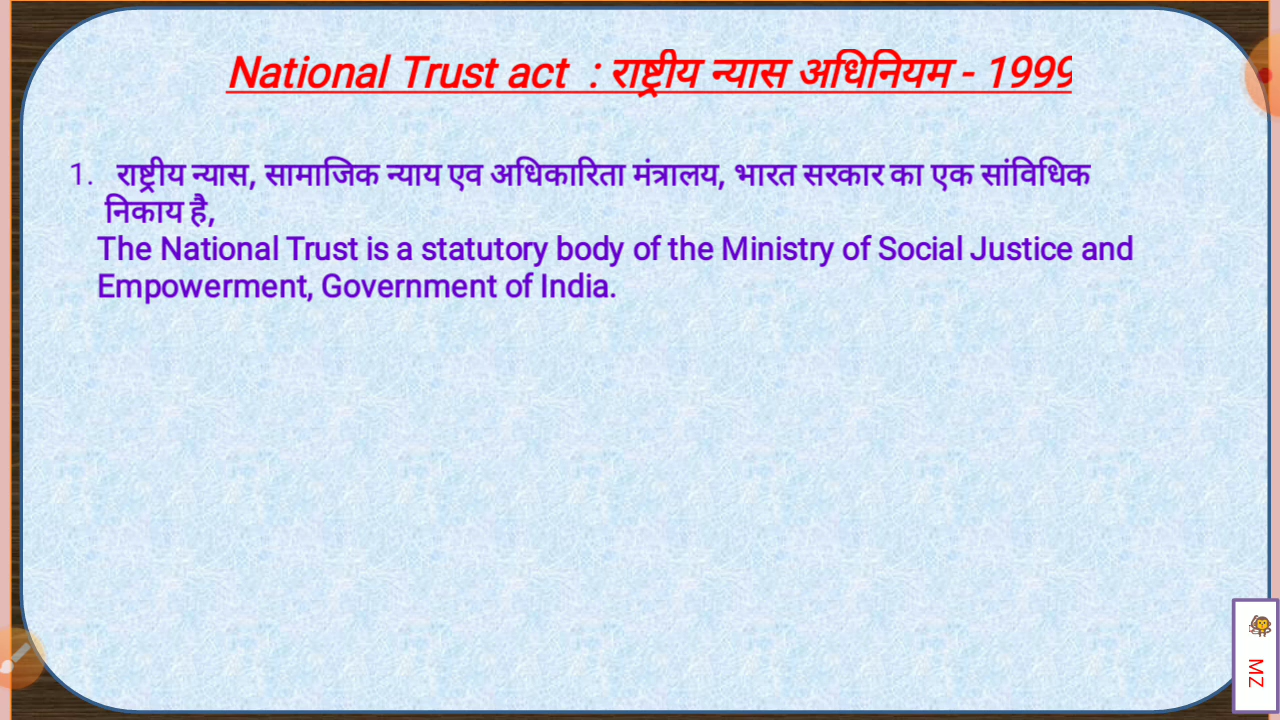 National Trust act : राष्ट्रीय न्यास अधिनियम - 1999
1. राष्ट्रीय न्यास, सामाजिक न्याय एव अधिकारिता मंत्रालय, भारत सरकार का एक सांविधिक
निकाय है,
The National Trust is a statutory body of the Ministry of Social Justice and
Empowerment, Government of India.
MZ